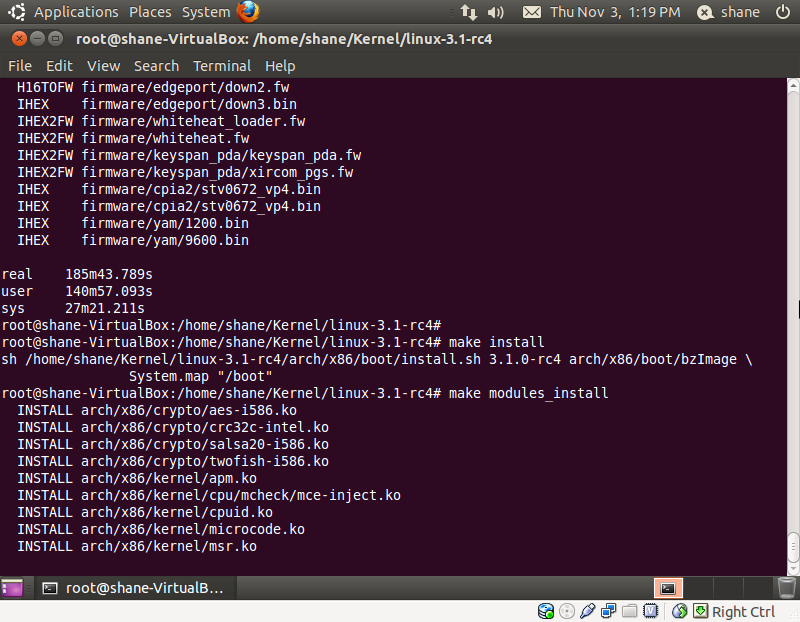 Applications Places System Thu Nov 3, 1:19 PM shane
root@shane-VirtualBox: /home/shane/Kernel/linux-3.1-rc4
File Edit View Search Terminal Help
H16TOFW firmware/edgeport/down2.fw
IHEX firmware/edgeport/down3.bin
IHEX2FW firmware/whiteheat_loader.fw
IHEX2FW firmware/whiteheat.fw
IHEX2FW firmware/keyspan_pda/keyspan_pda.fw
IHEX2FW firmware/keyspan_pda/xircom_pgs.fw
IHEX firmware/cpia2/stv0672_vp4.bin
IHEX firmware/cpia2/stv0672_vp4.bin
IHEX firmware/yam/1200.bin
IHEX firmware/yam/9600.bin
real 185m43.789s
user 140m57.093s
sys 27m21.211s
root@shane-VirtualBox:/home/shane/Kernel/linux-3.1-rc4#
root@shane-VirtualBox:/home/shane/Kernel/linux-3.1-rc4# make install
sh /home/shane/Kernel/linux-3.1-rc4/arch/x86/boot/install.sh 3.1.0-rc4 arch/x86/boot/bzImage \
System.map "/boot"
root@shane-VirtualBox:/home/shane/Kernel/linux-3.1-rc4# make modules_install
INSTALL arch/x86/crypto/aes-i586.ko
INSTALL arch/x86/crypto/crc32c-intel.ko
INSTALL arch/x86/crypto/salsa20-i586.ko
INSTALL arch/x86/crypto/twofish-i586.ko
INSTALL arch/x86/kernel/apm.ko
INSTALL arch/x86/kernel/cpu/mcheck/mce-inject.ko
INSTALL arch/x86/kernel/cpuid.ko
INSTALL arch/x86/kernel/microcode.ko
INSTALL arch/x86/kernel/msr.ko
root@shane-VirtualB...
Right Ctrl